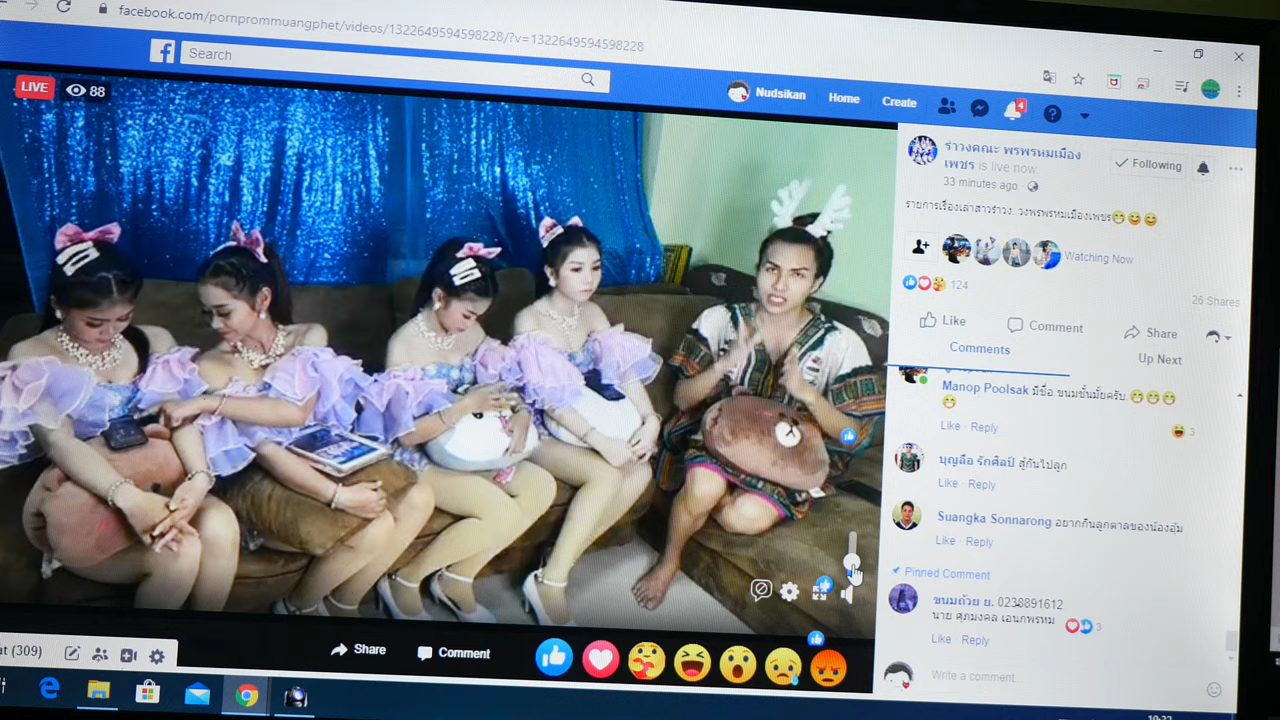 facebook.com/pornprommuangphet/videos/1322649594598228/?v=1322649594598228
Search
Nudsikan Home Create
4
LIVE 88
รำวงคณะ พรพรหมเมือง
เพชร is live now
Following
33 minutes ago
รายการเรื่องเล่าสาวรำวง. วงพรพรหมเมืองเพชร
Watching Now
124
26 Shares
Like Comment Share
Comments Up Next
Manop Poolsak มีชื่อ ขนมชั้นมั้ยครับ
Like Reply 3
บุญลือ รักศิลป์ สู้กันไปลูก
Like Reply
Suangka Sonnarong อยากกินลูกตาลของน้องอุ้ม
Like Reply
Pinned Comment
ขนมถ้วย ย. 0238891612
นาย ศุภมงคล เอนกพรหม 3
Like Reply
Write a comment...
at (309)
Share Comment